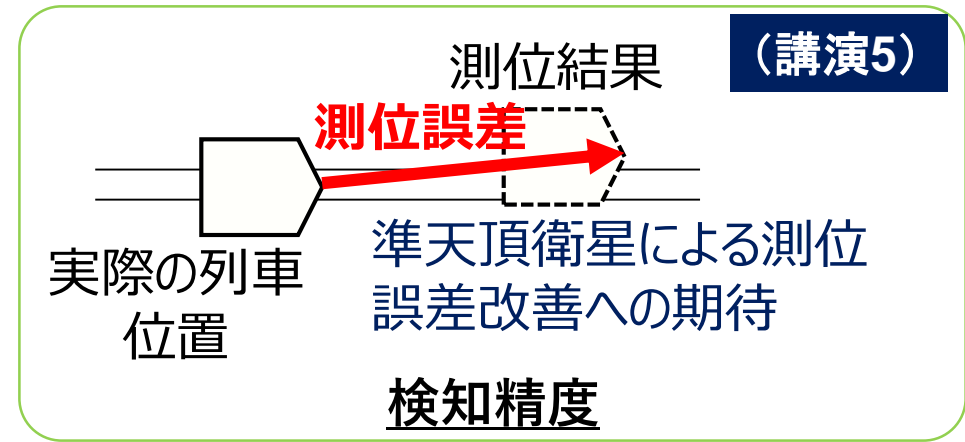 （講演5）
測位結果
測位誤差
実際の列車
位置
準天頂衛星による測位
誤差改善への期待
検知精度